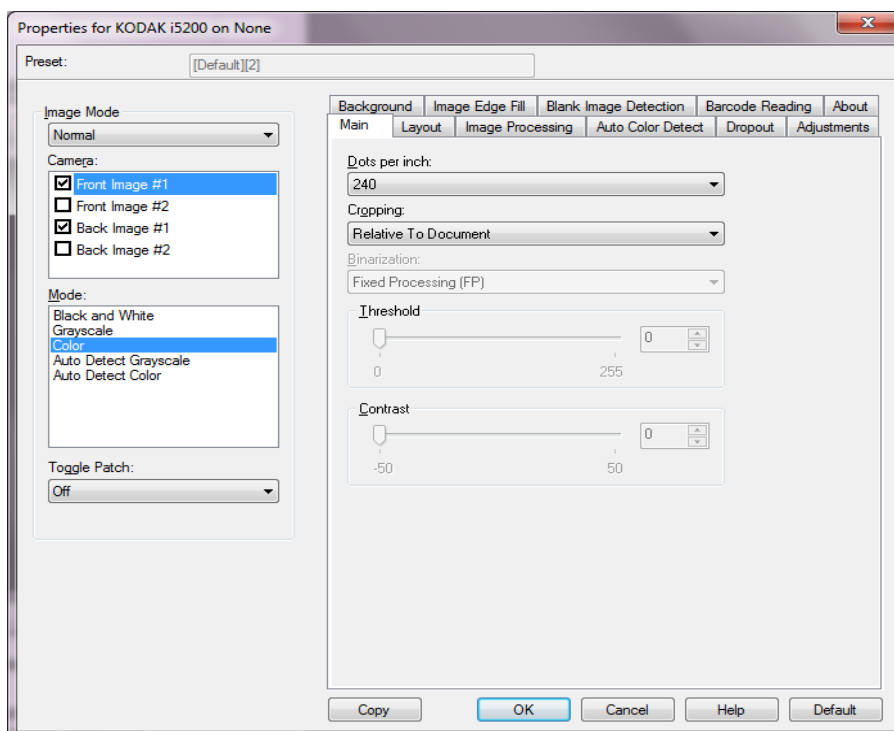 Properties for KODAK i5200 on None
Preset:
[Default][2]
Image Mode
Normal
Camera:
Front Image #1
Front Image #2
Back Image #1
Back Image #2
Mode:
Black and White
Grayscale
Color
Auto Detect Grayscale
Auto Detect Color
Toggle Patch:
Off
Background Image Edge Fill Blank Image Detection Barcode Reading About
Main Layout Image Processing Auto Color Detect Dropout Adjustments
Dots per inch:
240
Cropping:
Relative To Document
Binarization:
Fixed Processing (FP)
Threshold
0
0 255
Contrast
0
-50 50
Copy OK Cancel Help Default